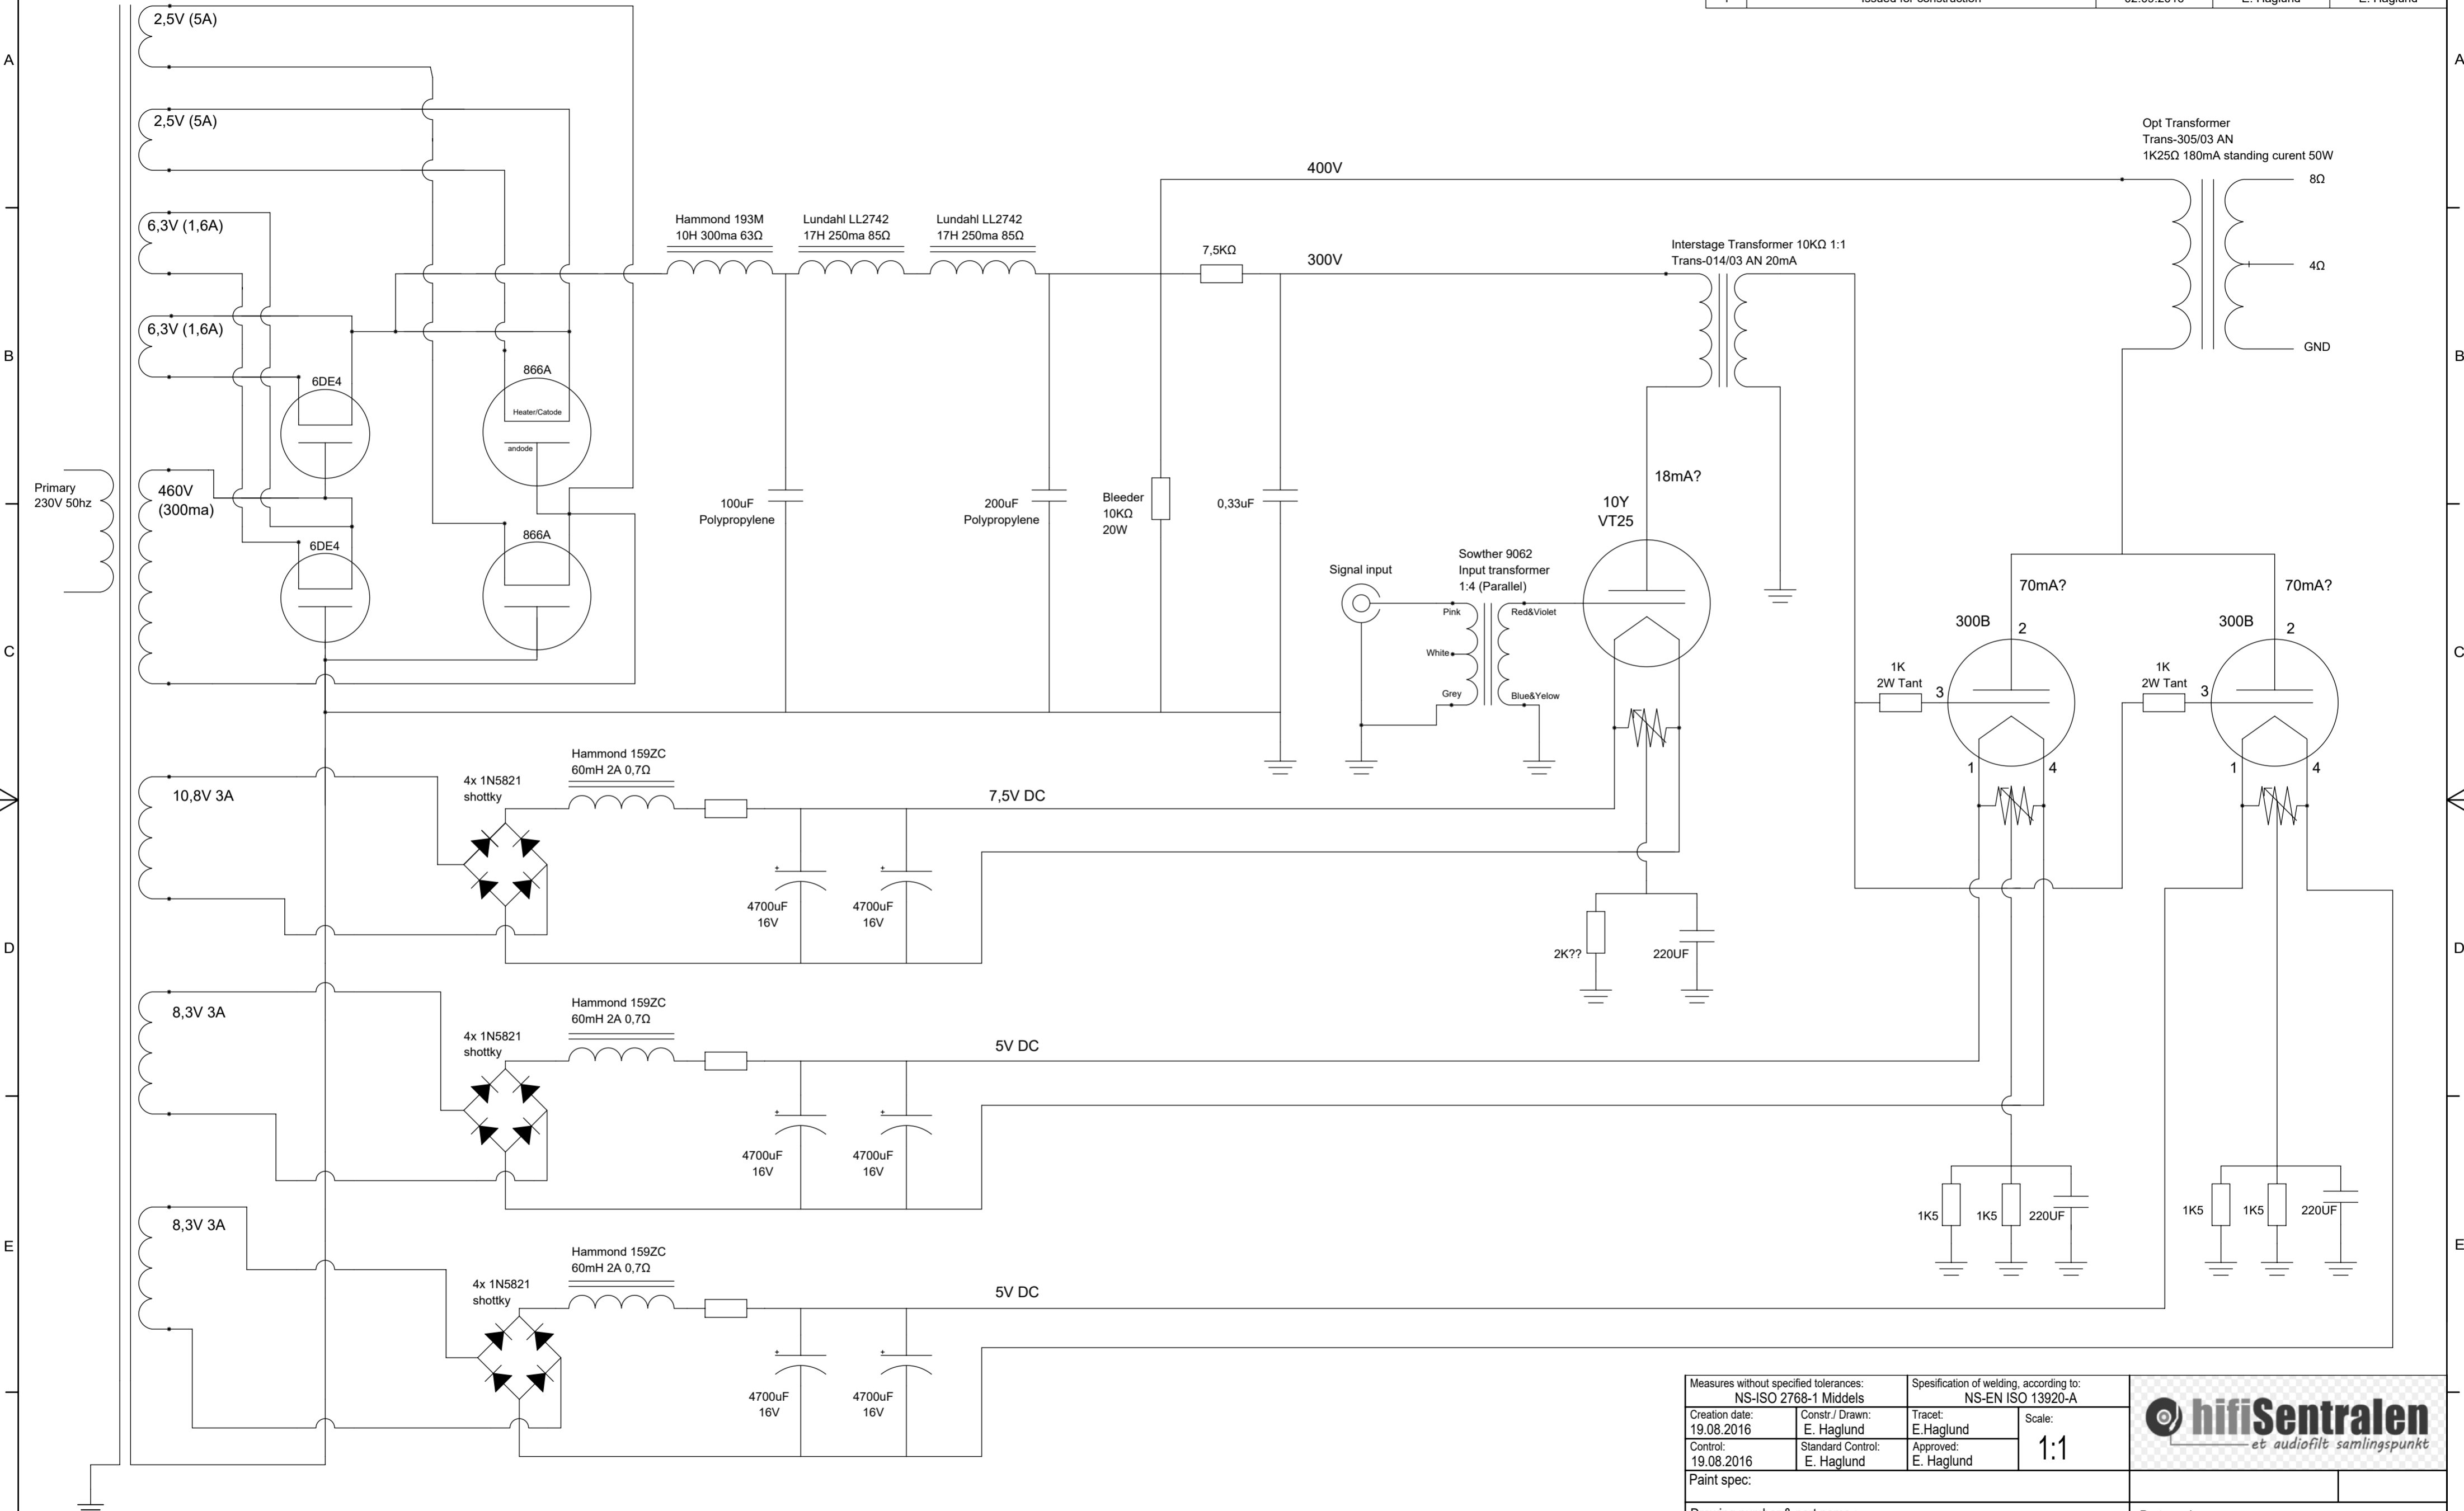 1 Issued for construction 02.09.2016 E. Haglund E. Haglund
A
A
2,5V (5A)
2,5V (5A)
6,3V (1,6A)
6,3V (1,6A)
B
B
6DE4
866A
Heater/Catode
andode
Primary
230V 50hz
460V
(300ma)
6DE4
866A
C
C
Hammond 193M
10H 300ma 63Ω
Lundahl LL2742
17H 250ma 85Ω
Lundahl LL2742
17H 250ma 85Ω
100uF
Polypropylene
200uF
Polypropylene
Bleeder
10KΩ
20W
400V
7,5KΩ
300V
0,33uF
Interstage Transformer 10KΩ 1:1
Trans-014/03 AN 20mA
Opt Transformer
Trans-305/03 AN
1K25Ω 180mA standing curent 50W
8Ω
4Ω
GND
18mA?
10Y
VT25
Signal input
Sowther 9062
Input transformer
1:4 (Parallel)
Pink
White
Grey
Red&Violet
Blue&Yelow
70mA?
70mA?
300B
2
300B
2
1K
2W Tant
3
1K
2W Tant
3
1
4
1
4
10,8V 3A
4x 1N5821
shottky
Hammond 159ZC
60mH 2A 0,7Ω
7,5V DC
+
+
4700uF
16V
4700uF
16V
2K??
220UF
D
D
8,3V 3A
4x 1N5821
shottky
Hammond 159ZC
60mH 2A 0,7Ω
5V DC
+
+
4700uF
16V
4700uF
16V
1K5
1K5
220UF
1K5
1K5
220UF
E
E
8,3V 3A
4x 1N5821
shottky
Hammond 159ZC
60mH 2A 0,7Ω
5V DC
+
+
4700uF
16V
4700uF
16V
Measures without specified tolerances:
NS-ISO 2768-1 Middels
Spesification of welding, according to:
NS-EN ISO 13920-A
Creation date:
19.08.2016
Constr./ Drawn:
E. Haglund
Tracet:
E.Haglund
Scale:
1:1
Control:
19.08.2016
Standard Control:
E. Haglund
Approved:
E. Haglund
Paint spec:
hifiSentralen
et audiofilt samlingspunkt